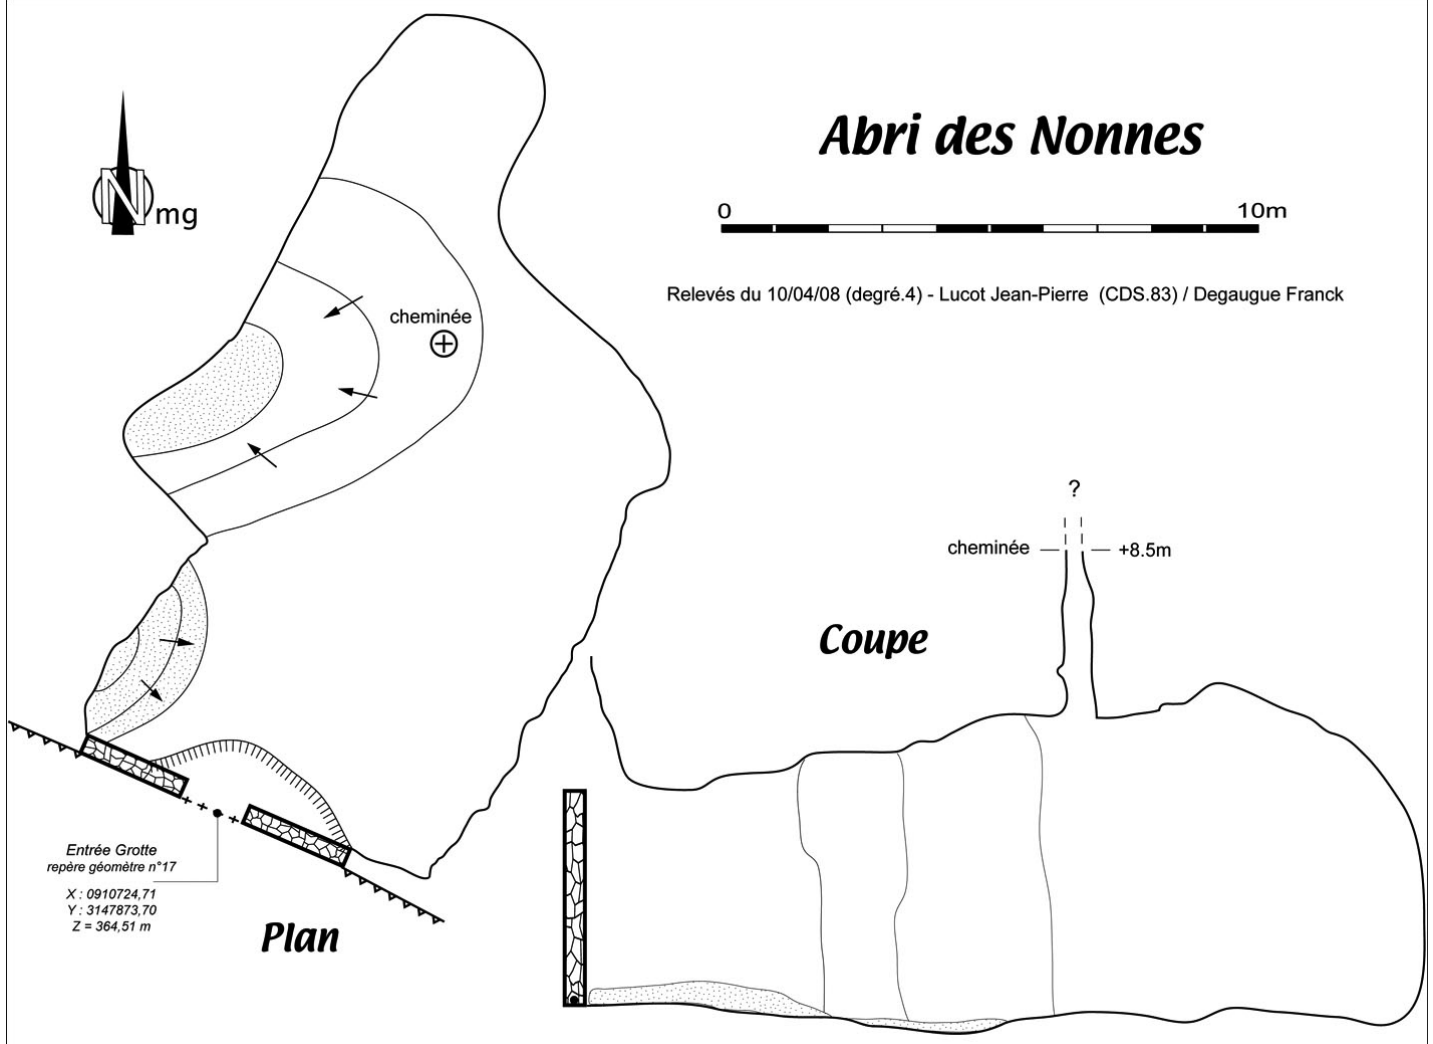 Abri des Nonnes
N mg
0 10m
Relevés du 10/04/08 (degré.4) - Lucot Jean-Pierre (CDS.83) / Degaugue Franck
cheminée
?
cheminée +8.5m
Coupe
Entrée Grotte
repère géomètre n°17
X : 0910724,71
Y : 3147873,70
Z = 364,51 m
Plan